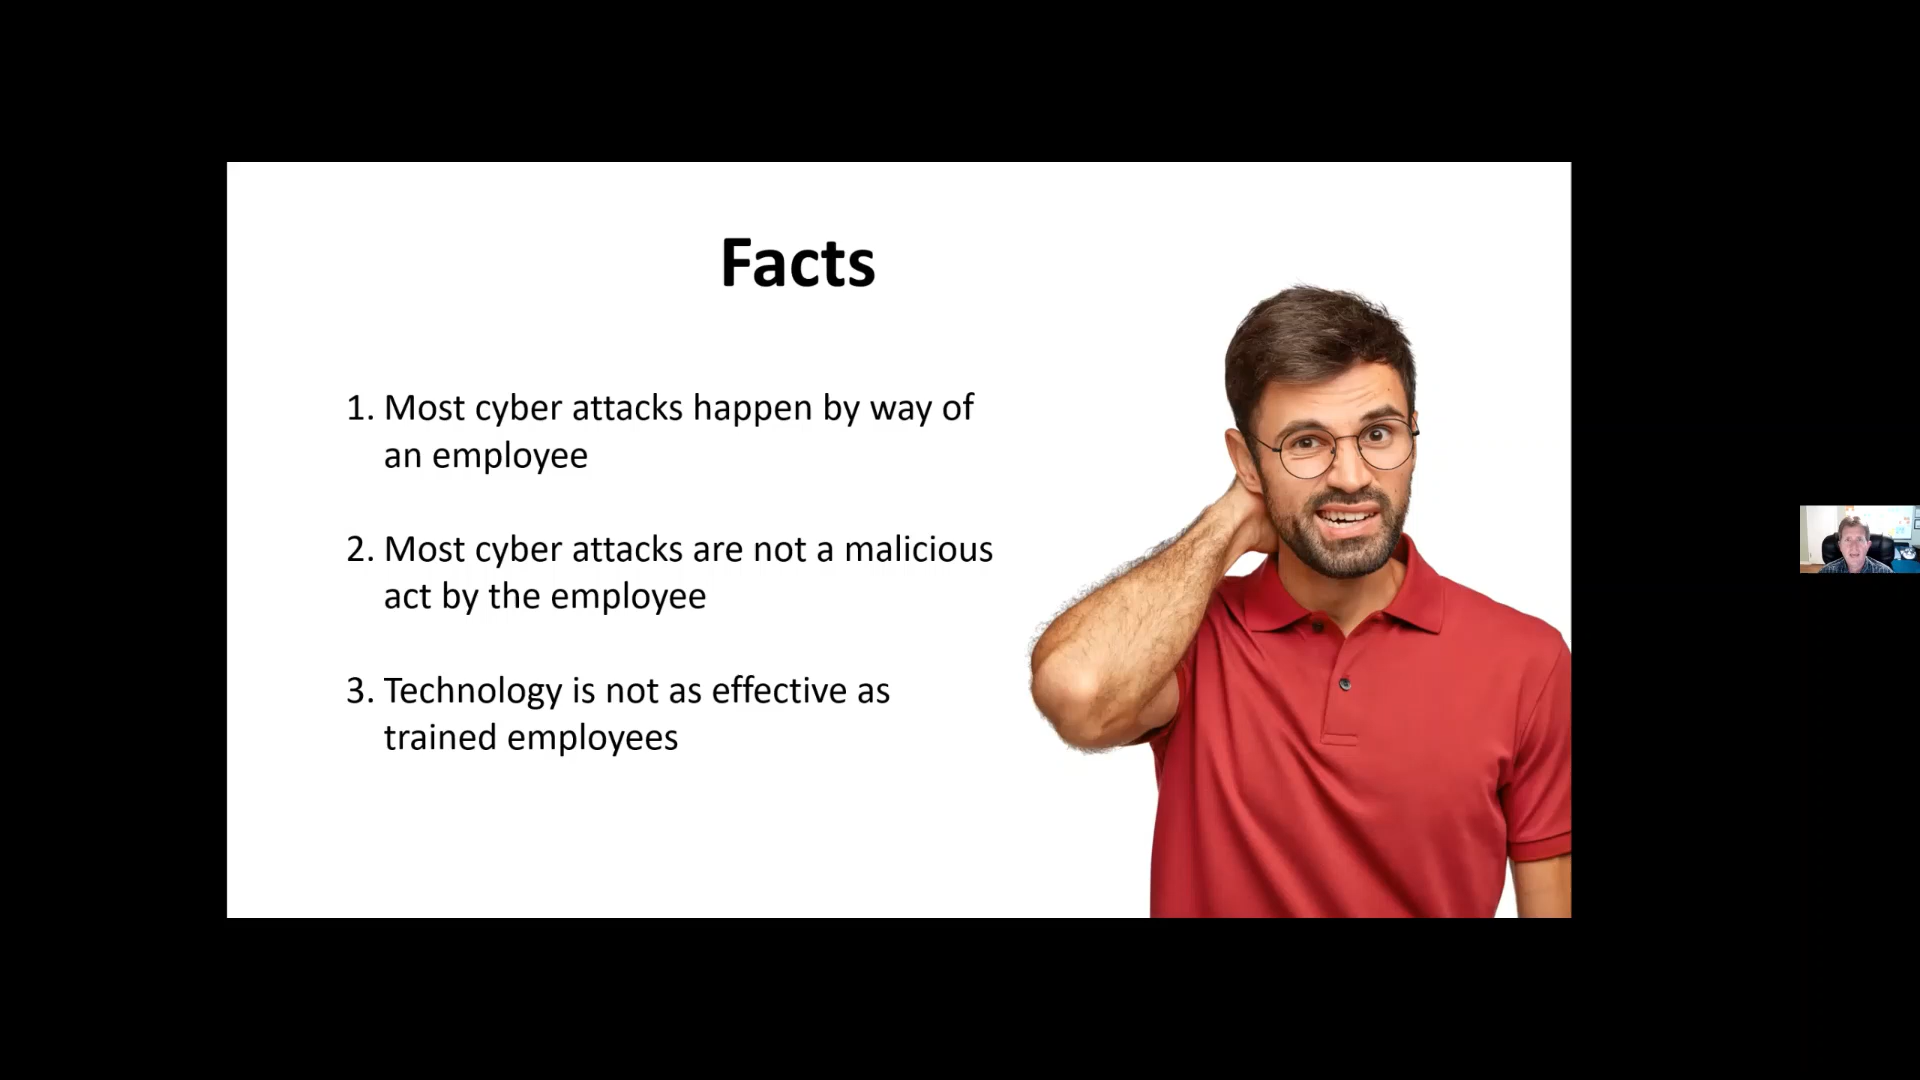 Facts
1. Most cyber attacks happen by way of
an employee
2. Most cyber attacks are not a malicious
act by the employee
3. Technology is not as effective as
trained employees